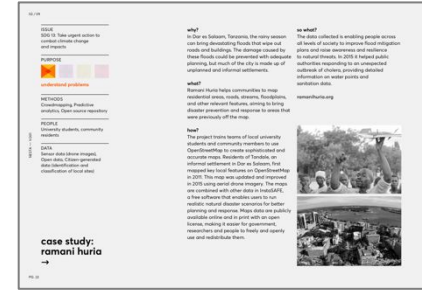 ISSUE
SDG 13: Take urgent action to
combat climate change
and impacts
PURPOSE
understand problems
METHODS
Crowdmapping, Predictive
analytics, Open source repository
PEOPLE
University students, community
residents
DATA
Sensor data (drone images),
Open data, Citizen-generated
data (identification and
classification of local sites)
case study:
ramani huria
→
why?
In Dar es Salaam, Tanzania, the rainy season
can bring devastating floods that wipe out
roads and buildings. The damage caused by
these floods could be prevented with adequate
planning, but much of the city is made up of
unplanned and informal settlements.
what?
Ramani Huria helps communities to map
residential areas, roads, streams, floodplains,
and other relevant features, aiming to bring
disaster prevention and response to areas that
were previously off the map.
how?
The project trains teams of local university
students and community members to use
OpenStreetMap to create sophisticated and
accurate maps. Residents of Tandale, an
informal settlement in Dar es Salaam, first
mapped key local features on OpenStreetMap
in 2011. This map was updated and improved
in 2015 using aerial drone imagery. The maps
are combined with other data in InaSAFE,
a free software that enables users to run
realistic natural disaster scenarios for better
planning and response. Maps data are publicly
available online and in print with an open
license, making it easier for government,
researchers and people to freely and openly
use and redistribute them.
so what?
The data collected is enabling people across
all levels of society to improve flood mitigation
plans and raise awareness and resilience
to natural threats. In 2015 it helped public
authorities responding to an unexpected
outbreak of cholera, providing detailed
information on water points and
sanitation data.
ramanihuria.org